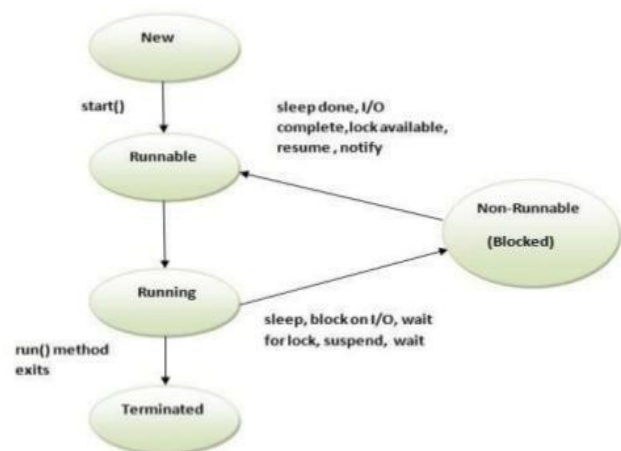 New
start()
sleep done, I/O
complete,lock available,
resume , notify
Runnable
Non-Runnable
(Blocked)
Running
sleep, block on I/O, wait
for lock, suspend, wait
run() method
exits
Terminated